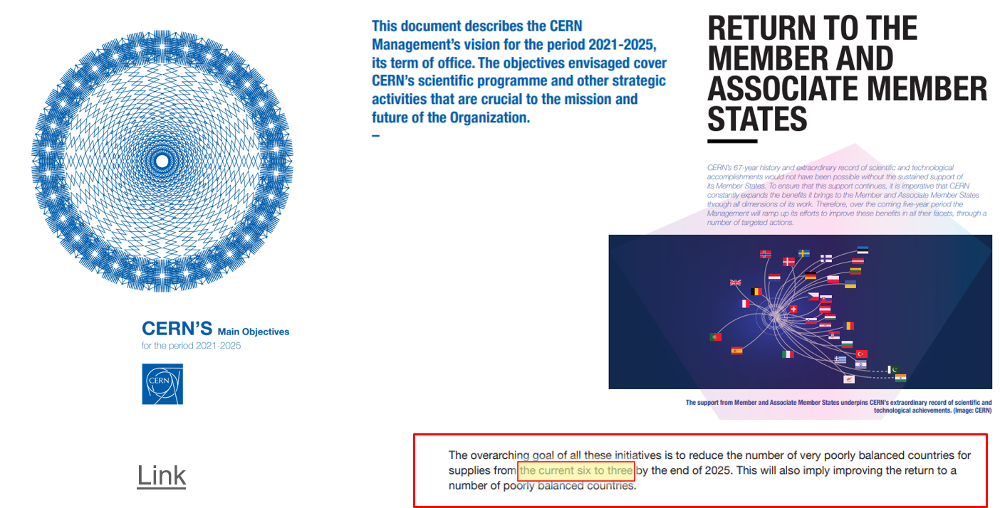 This document describes the CERN
Management's vision for the period 2021-2025,
its term of office. The objectives envisaged cover
CERN's scientific programme and other strategic
activities that are crucial to the mission and
future of the Organization.
–
CERN'S Main Objectives
for the period 2021-2025
CERN
Link
RETURN TO THE
MEMBER AND
ASSOCIATE MEMBER
STATES
CERN's 67-year history and extraordinary record of scientific and technological
accomplishments would not have been possible without the sustained support of
its Member States. To ensure that this support continues, it is imperative that CERN
constantly expands the benefits it brings to the Member and Associate Member States
through all dimensions of its work. Therefore, over the coming five-year period the
Management will ramp up its efforts to improve these benefits in all their facets, through a
number of targeted actions.
The support from Member and Associate Member States underpins CERN's extraordinary record of scientific and
technological achievements. (Image: CERN)
The overarching goal of all these initiatives is to reduce the number of very poorly balanced countries for
supplies from the current six to three by the end of 2025. This will also imply improving the return to a
number of poorly balanced countries.